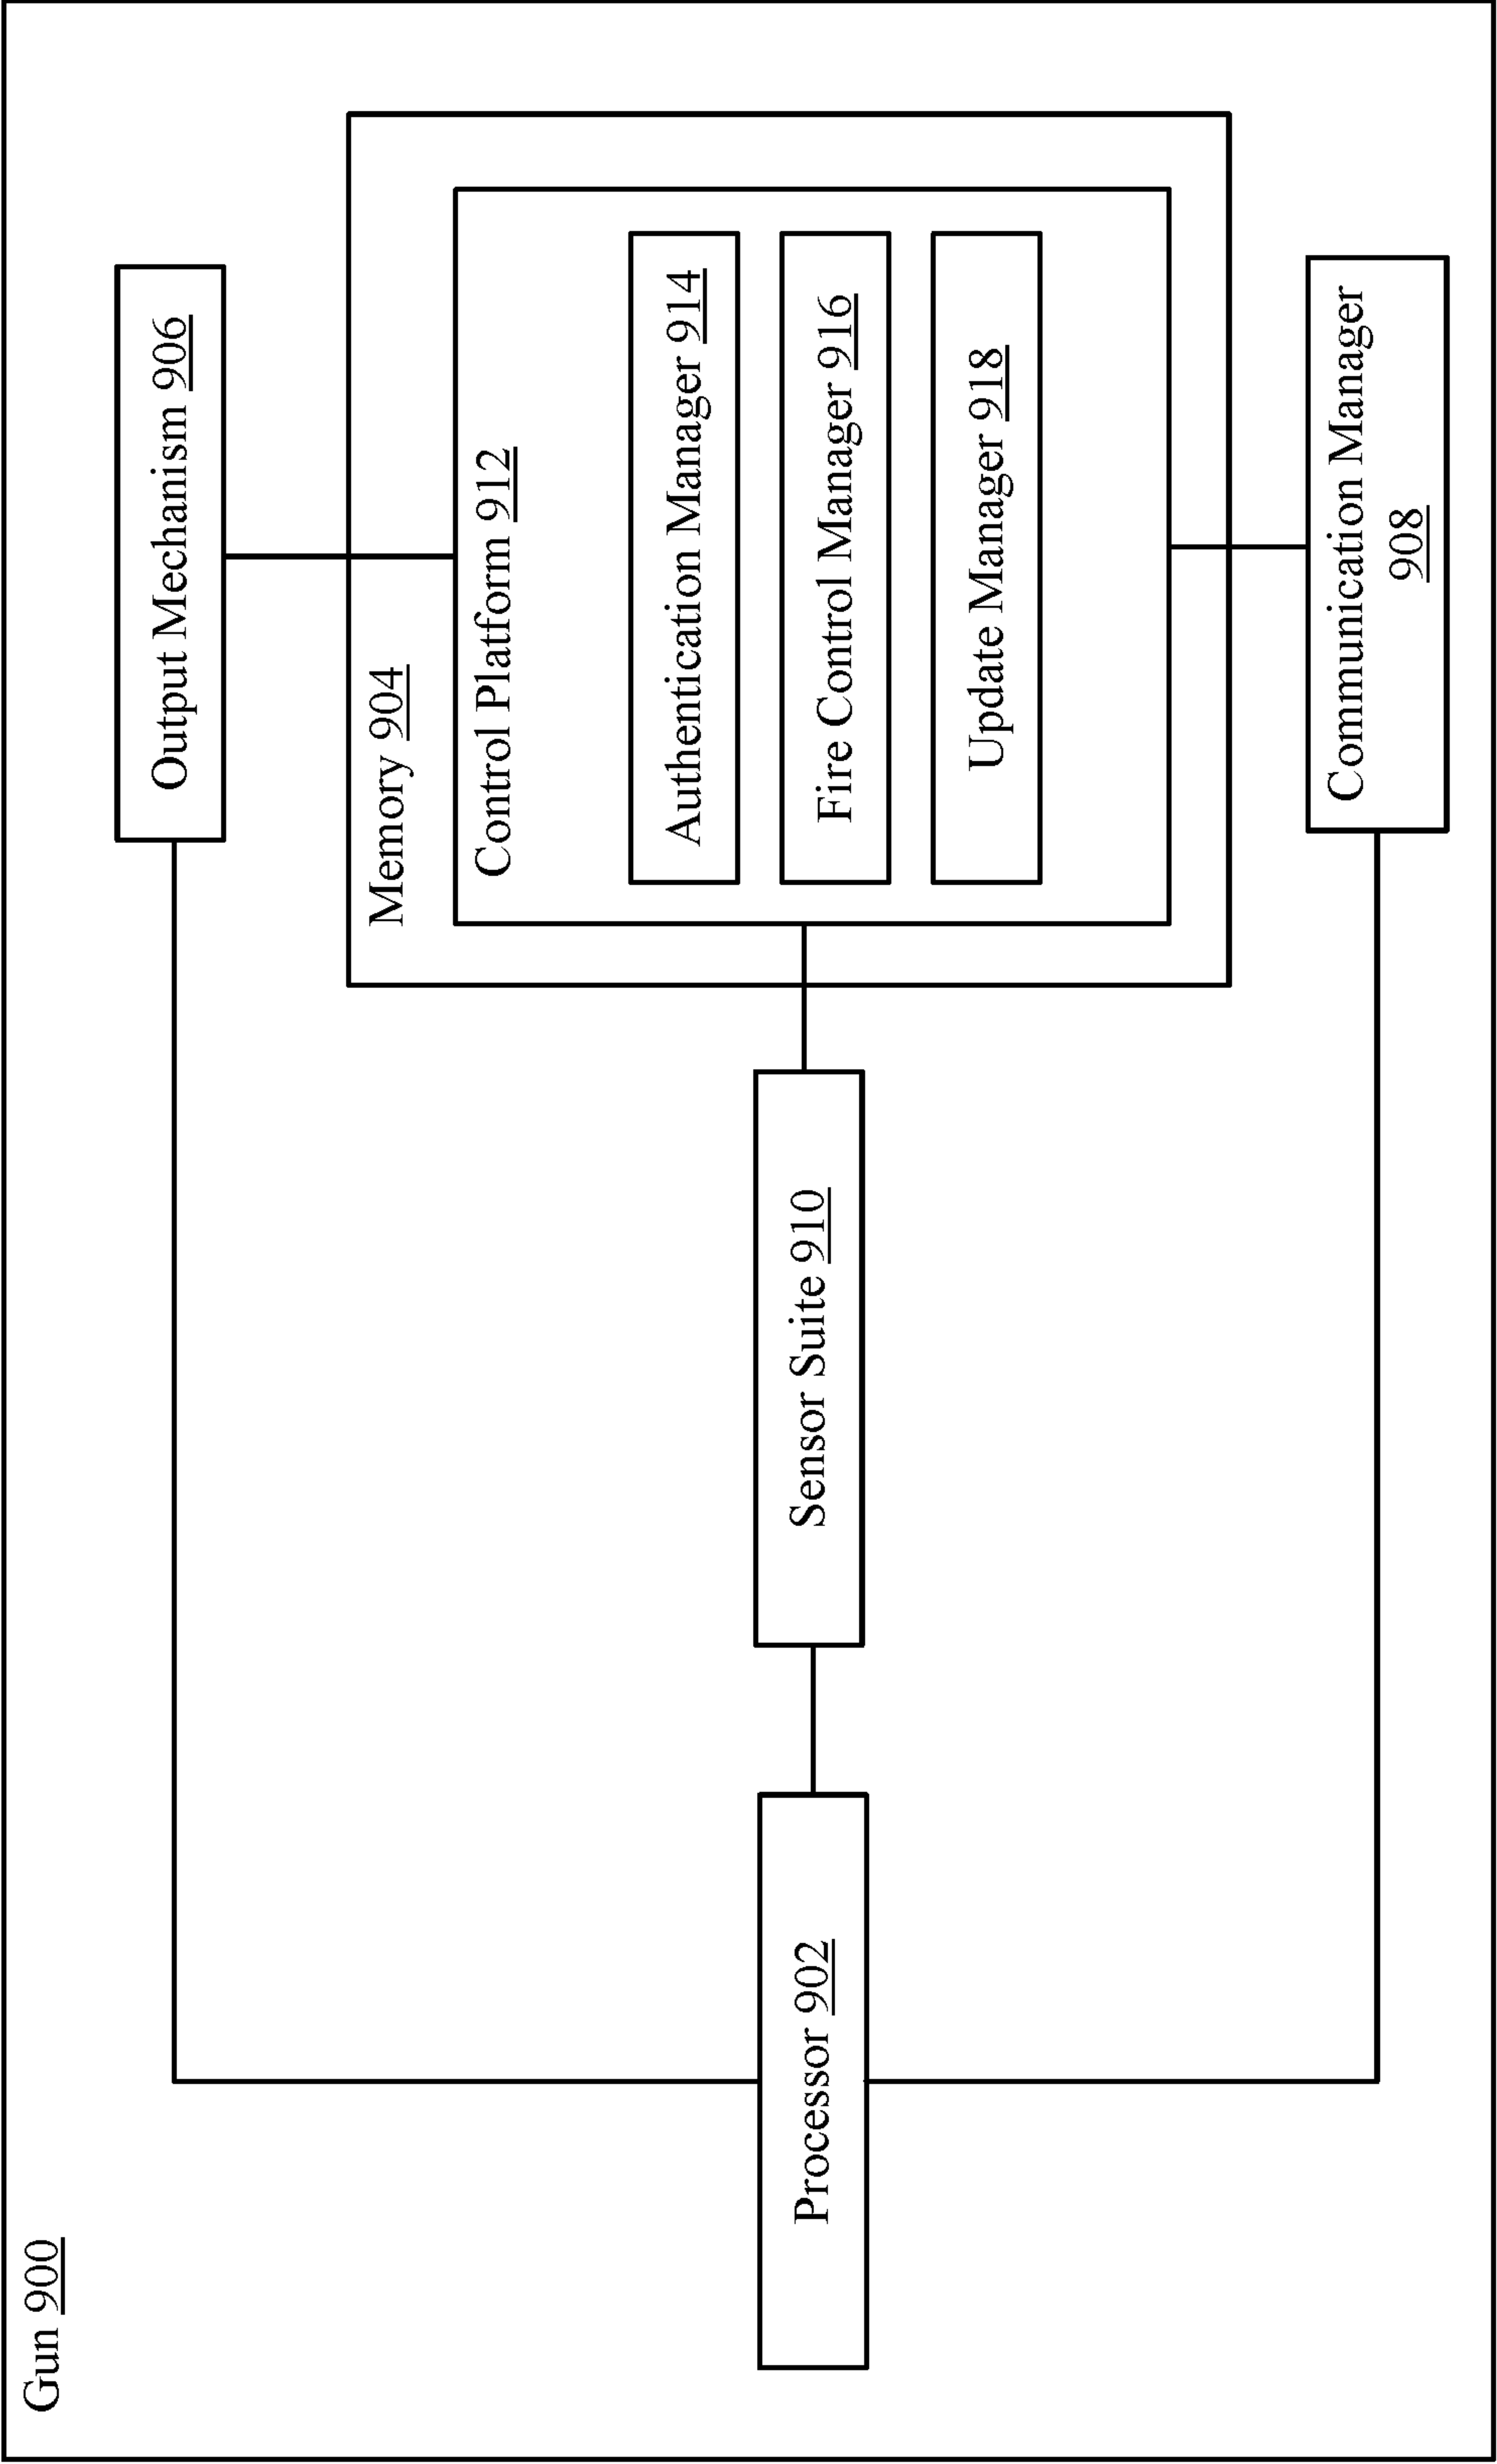 Gun 900
Output Mechanism 906
Memory 904
Control Platform 912
Authentication Manager 914
Processor 902
Sensor Suite 910
Fire Control Manager 916
Update Manager 918
Communication Manager
908